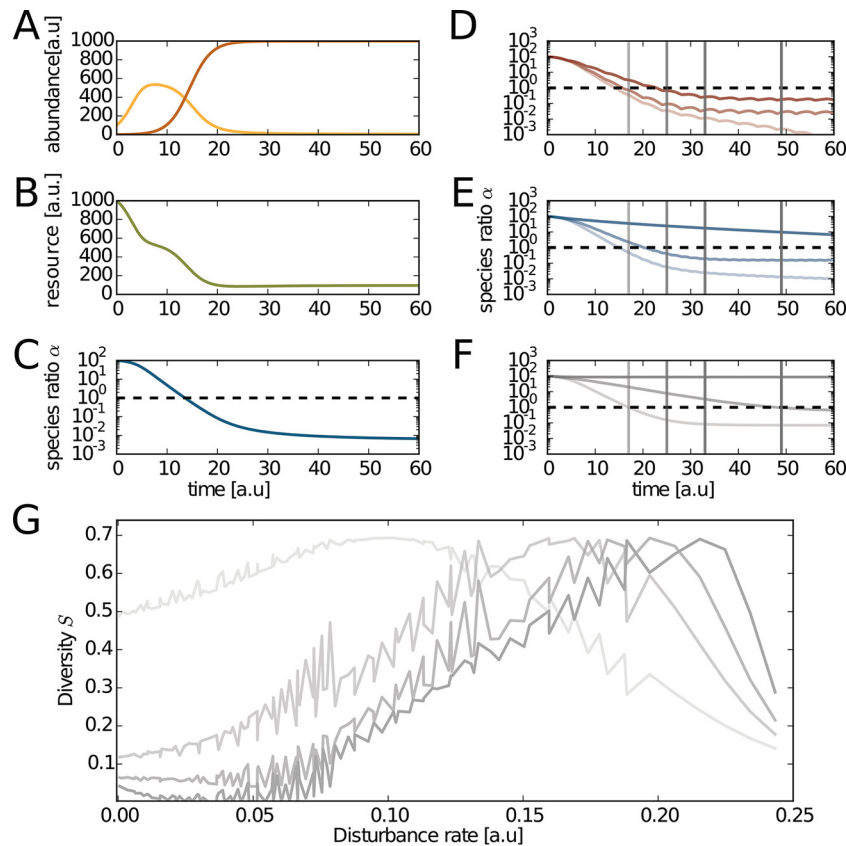 A
abundance[a.u]
1000
800
600
400
200
0
0 10 20 30 40 50 60
B
resource [a.u.]
1000
800
600
400
200
0
0 10 20 30 40 50 60
C
species ratio α
10²
10¹
10⁰
10⁻¹
10⁻²
10⁻³
0 10 20 30 40 50 60
time [a.u]
D
10³
10²
10¹
10⁰
10⁻¹
10⁻²
10⁻³
0 10 20 30 40 50 60
E
species ratio α
10³
10²
10¹
10⁰
10⁻¹
10⁻²
10⁻³
0 10 20 30 40 50 60
F
10³
10²
10¹
10⁰
10⁻¹
10⁻²
10⁻³
0 10 20 30 40 50 60
time [a.u]
G
Diversity S
0.7
0.6
0.5
0.4
0.3
0.2
0.1
0.00 0.05 0.10 0.15 0.20 0.25
Disturbance rate [a.u]